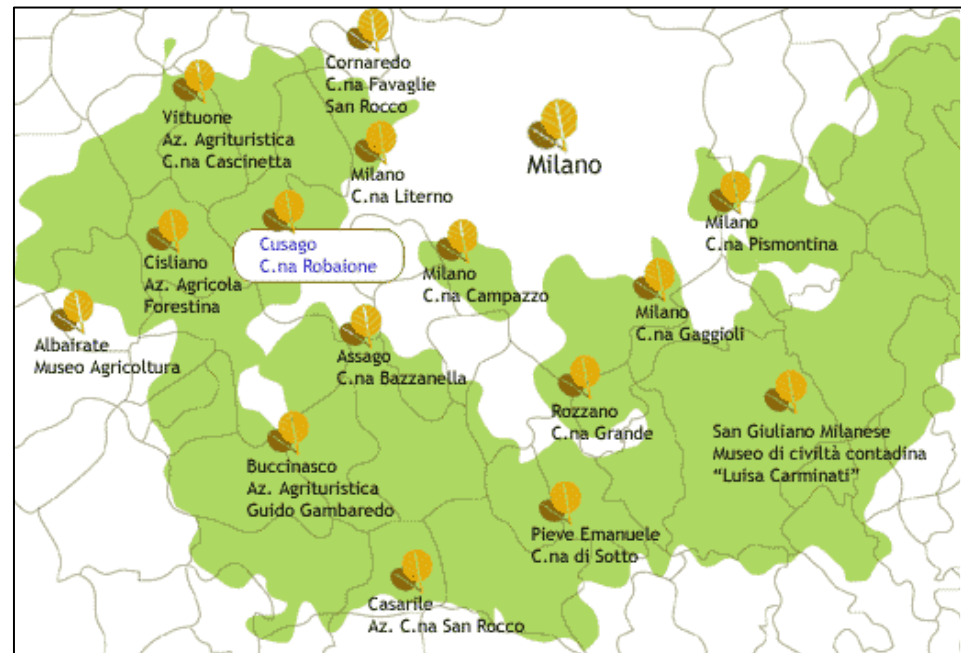 Cornaredo
C.na Favaglie
San Rocco
Vittuone
Az. Agrituristica
C.na Cascinetta
Milano
C.na Literno
Milano
Milano
C.na Pismontina
Cusago
C.na Robaione
Cisliano
Az. Agricola
Forestina
Milano
C.na Campazzo
Milano
C.na Gaggioli
Albairate
Museo Agricoltura
Assago
C.na Bazzanella
Rozzano
C.na Grande
San Giuliano Milanese
Museo di civiltà contadina
“Luisa Carminati”
Buccinasco
Az. Agrituristica
Guido Gambaredo
Pieve Emanuele
C.na di Sotto
Casarile
Az. C.na San Rocco